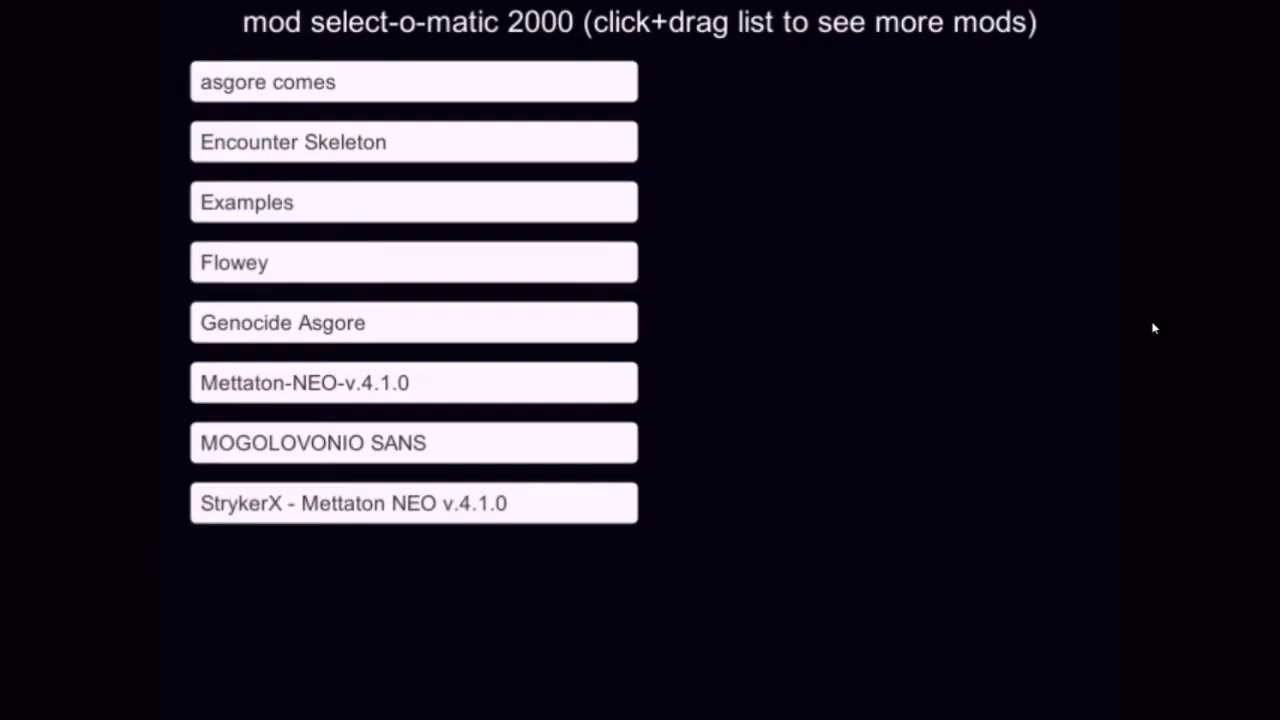 mod select-o-matic 2000 (click+drag list to see more mods)
asgore comes
Encounter Skeleton
Examples
Flowey
Genocide Asgore
Mettaton-NEO-v.4.1.0
MOGOLOVONIO SANS
StrykerX - Mettaton NEO v.4.1.0